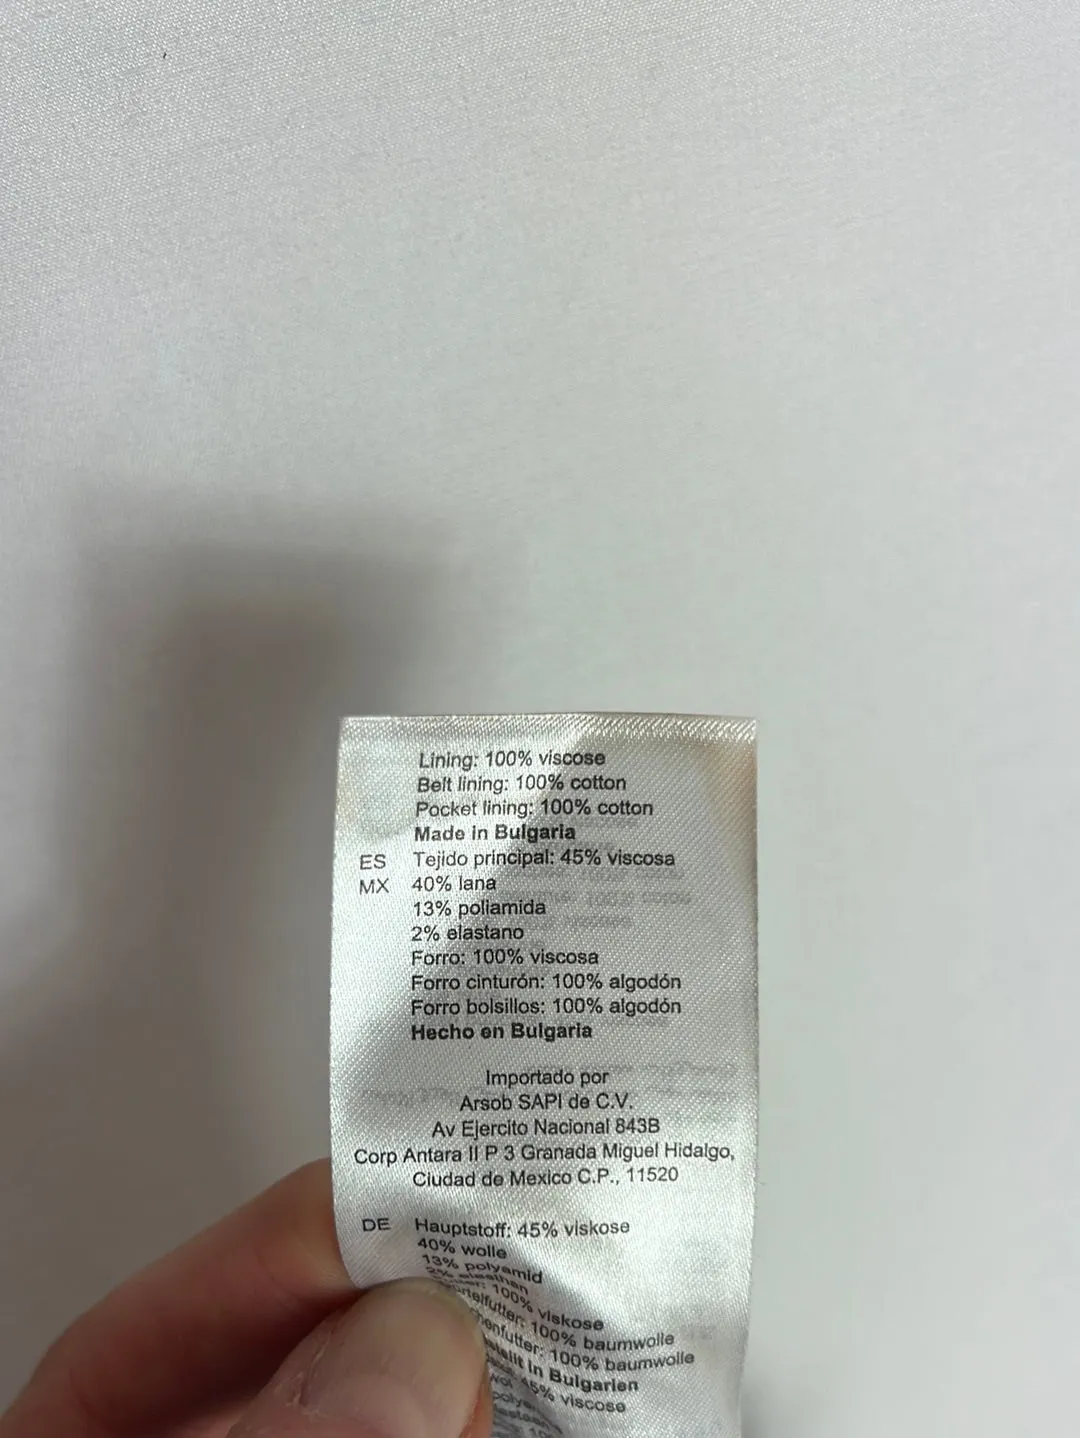 Lining: 100% viscose
Belt lining: 100% cotton
Pocket lining: 100% cotton
Made in Bulgaria
ES Tejido principal: 45% viscosa
MX 40% lana
13% poliamida
2% elastano
Forro: 100% viscosa
Forro cinturón: 100% algodón
Forro bolsillos: 100% algodón
Hecho en Bulgaria
Importado por
Arsob SAPI de C.V.
Av Ejercito Nacional 843B
Corp Antara II P 3 Granada Miguel Hidalgo,
Ciudad de Mexico C.P., 11520
DE Hauptstoff: 45% viskose
40% wolle
13% polyamid
2% elasthan
100% viskose
100% baumwolle
100% baumwolle
in Bulgarien
45% viscose